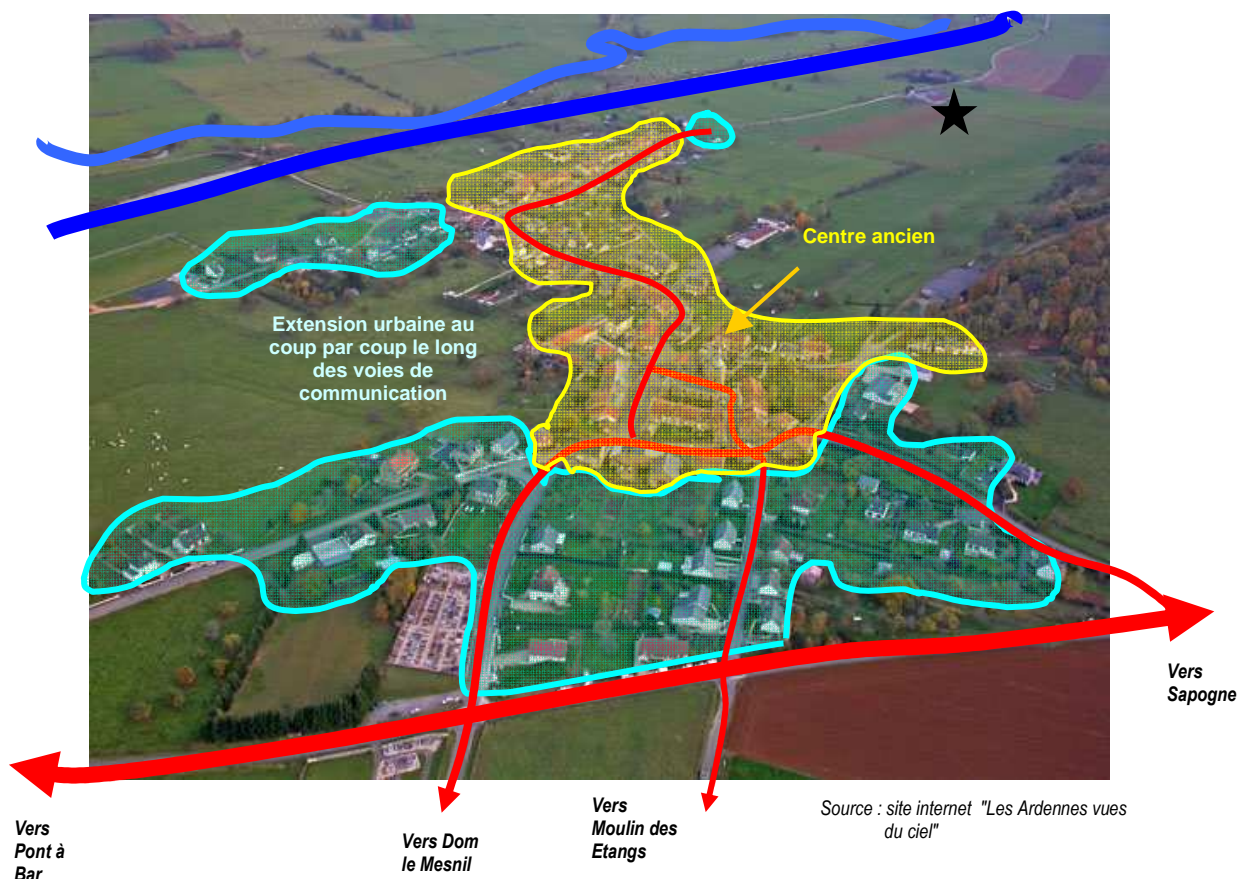 Centre ancien
Extension urbaine au
coup par coup le long
des voies de
communication
Vers
Sapogne
Vers
Pont à
Bar
Vers Dom
le Mesnil
Vers
Moulin des
Etangs
Source : site internet "Les Ardennes vues
du ciel"